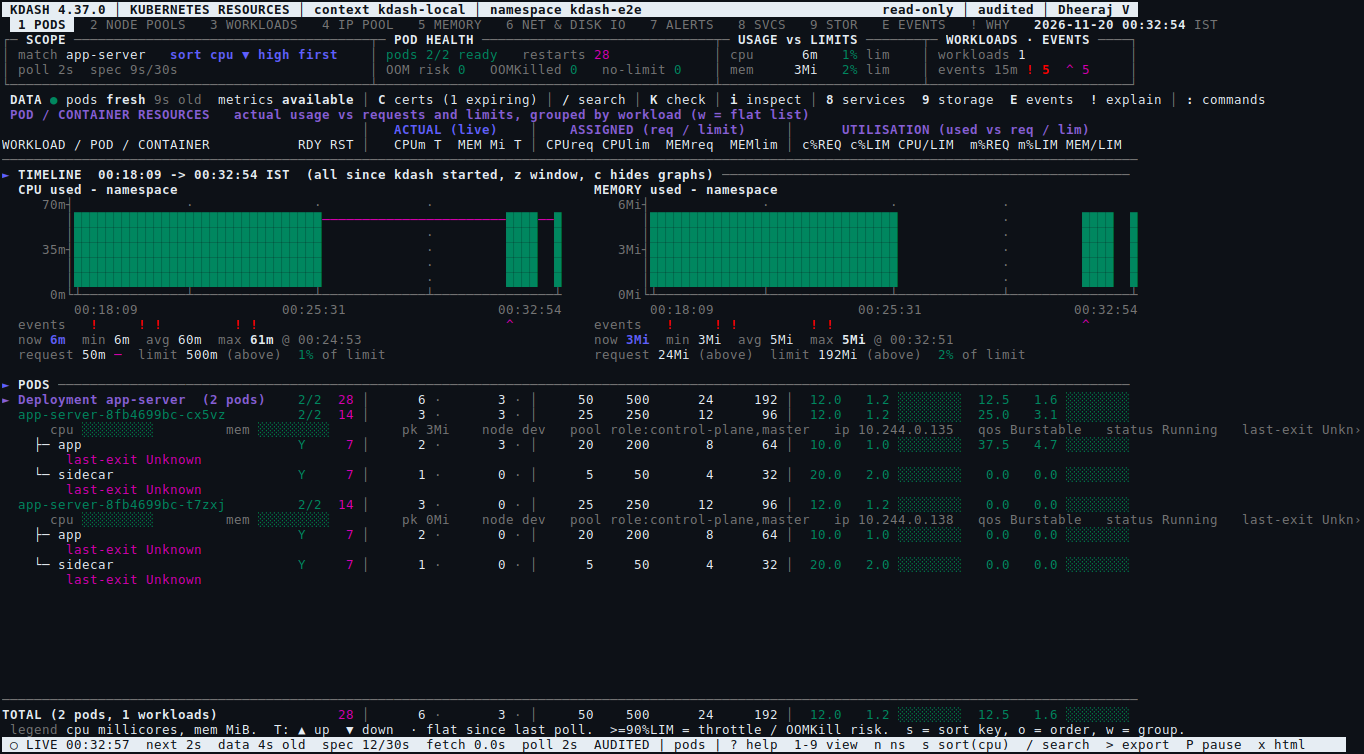 KDASH 4.37.0 │ KUBERNETES RESOURCES │ context kdash-local │ namespace kdash-e2e read-only │ audited │ Dheeraj V
1 PODS 2 NODE POOLS 3 WORKLOADS 4 IP POOL 5 MEMORY 6 NET & DISK IO 7 ALERTS 8 SVCS 9 STOR E EVENTS ! WHY 2026-11-20 00:32:54 IST
SCOPE POD HEALTH USAGE vs LIMITS WORKLOADS · EVENTS
match app-server sort cpu ▼ high first │ pods 2/2 ready restarts 28 │ cpu 6m 1% lim │ workloads 1
poll 2s spec 9s/30s │ OOM risk 0 OOMKilled 0 no-limit 0 │ mem 3Mi 2% lim │ events 15m ! 5 ^ 5
DATA ● pods fresh 9s old metrics available │ C certs (1 expiring) │ / search │ K check │ i inspect │ 8 services 9 storage E events ! explain │ : commands
POD / CONTAINER RESOURCES actual usage vs requests and limits, grouped by workload (w = flat list)
│ ACTUAL (live) │ ASSIGNED (req / limit) │ UTILISATION (used vs req / lim)
WORKLOAD / POD / CONTAINER RDY RST │ CPUm T MEM Mi T │ CPUreq CPUlim MEMreq MEMlim │ c%REQ c%LIM CPU/LIM m%REQ m%LIM MEM/LIM
► TIMELINE 00:18:09 -> 00:32:54 IST (all since kdash started, z window, c hides graphs)
CPU used - namespace MEMORY used - namespace
70m 6Mi
35m 3Mi
0m 0Mi
00:18:09 00:25:31 00:32:54 00:18:09 00:25:31 00:32:54
events ! ! ! ! ! ^ events ! ! ! ! ! ^
now 6m min 6m avg 60m max 61m @ 00:24:53 now 3Mi min 3Mi avg 5Mi max 5Mi @ 00:32:51
request 50m — limit 500m (above) 1% of limit request 24Mi (above) limit 192Mi (above) 2% of limit
► PODS
► Deployment app-server (2 pods) 2/2 28 │ 6 · 3 · │ 50 500 24 192 │ 12.0 1.2 12.5 1.6
app-server-8fb4699bc-cx5vz 2/2 14 │ 3 · 3 · │ 25 250 12 96 │ 12.0 1.2 25.0 3.1
cpu mem pk 3Mi node dev pool role:control-plane,master ip 10.244.0.135 qos Burstable status Running last-exit Unkn›
├─ app Y 7 │ 2 · 3 · │ 20 200 8 64 │ 10.0 1.0 37.5 4.7
last-exit Unknown
└─ sidecar Y 7 │ 1 · 0 · │ 5 50 4 32 │ 20.0 2.0 0.0 0.0
last-exit Unknown
app-server-8fb4699bc-t7zxj 2/2 14 │ 3 · 0 · │ 25 250 12 96 │ 12.0 1.2 0.0 0.0
cpu mem pk 0Mi node dev pool role:control-plane,master ip 10.244.0.138 qos Burstable status Running last-exit Unkn›
├─ app Y 7 │ 2 · 0 · │ 20 200 8 64 │ 10.0 1.0 0.0 0.0
last-exit Unknown
└─ sidecar Y 7 │ 1 · 0 · │ 5 50 4 32 │ 20.0 2.0 0.0 0.0
last-exit Unknown
TOTAL (2 pods, 1 workloads) 28 │ 6 · 3 · │ 50 500 24 192 │ 12.0 1.2 12.5 1.6
legend cpu millicores, mem MiB. T: ▲ up ▼ down · flat since last poll. >=90%LIM = throttle / OOMKill risk. s = sort key, o = order, w = group.
○ LIVE 00:32:57 next 2s data 4s old spec 12/30s fetch 0.0s poll 2s AUDITED │ pods │ ? help 1-9 view n ns s sort(cpu) / search > export P pause x html